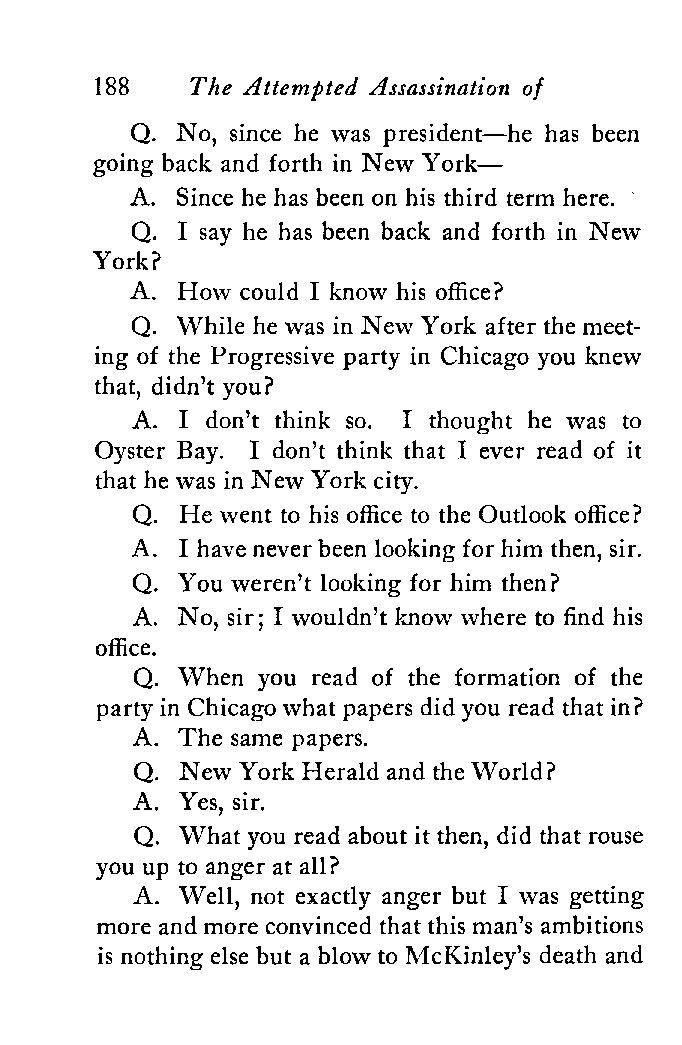 188 The Attempted Assassination of
Q. No, since he was president—he has been
going back and forth in New York—
A. Since he has been on his third term here.
Q. I say he has been back and forth in New
York?
A. How could I know his office?
Q. While he was in New York after the meet-
ing of the Progressive party in Chicago you knew
that, didn't you?
A. I don't think so. I thought he was to
Oyster Bay. I don't think that I ever read of it
that he was in New York city.
Q. He went to his office to the Outlook office?
A. I have never been looking for him then, sir.
Q. You weren't looking for him then?
A. No, sir; I wouldn't know where to find his
office.
Q. When you read of the formation of the
party in Chicago what papers did you read that in?
A. The same papers.
Q. New York Herald and the World?
A. Yes, sir.
Q. What you read about it then, did that rouse
you up to anger at all?
A. Well, not exactly anger but I was getting
more and more convinced that this man's ambitions
is nothing else but a blow to McKinley's death and